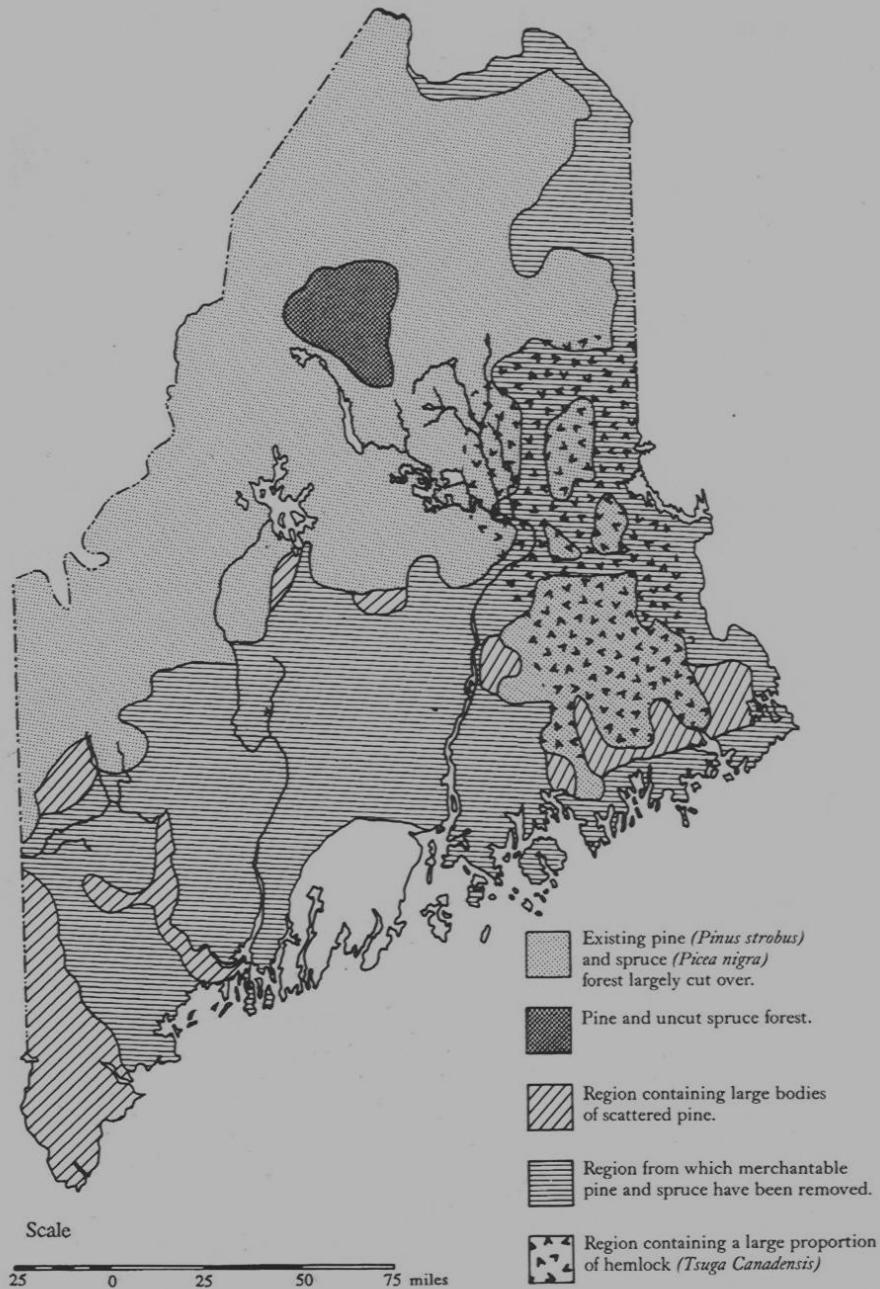 Existing pine (Pinus strobus)
and spruce (Picea nigra)
forest largely cut over.
Pine and uncut spruce forest.
Region containing large bodies
of scattered pine.
Region from which merchantable
pine and spruce have been removed.
Region containing a large proportion
of hemlock (Tsuga Canadensis)
Scale
25 0 25 50 75 miles